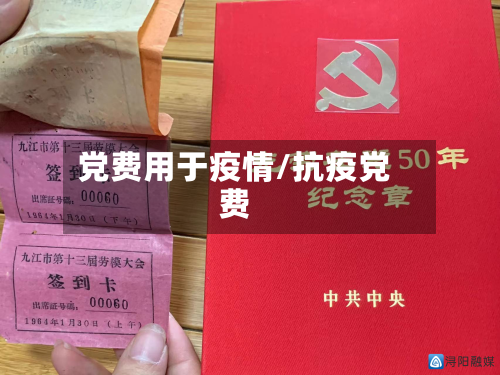 九江市第十三届劳模大会
签到卡
出席证号码：00060
1964年1月30日（下午）
九江市第十三届劳模大会
签到卡
出席证号码：00060
1964年1月30日（上午）
党费用于疫情/抗疫党
费
50年
纪念章
中共中央
浔阳融媒